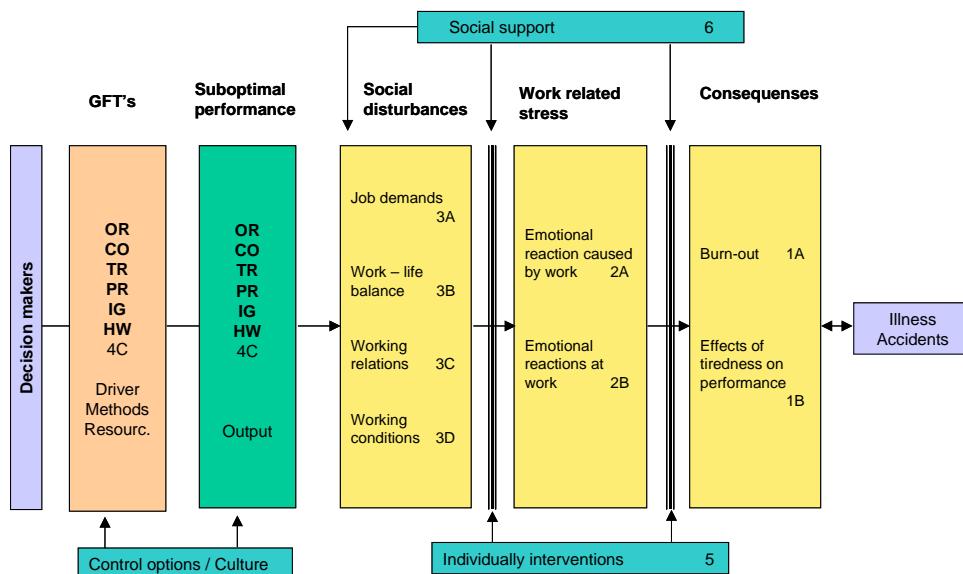 Social support 6
GFT's
Suboptimal
performance
Social
disturbances
Work related
stress
Consequenses
Decision makers
OR
CO
TR
PR
IG
HW
4C
Driver
Methods
Resourc.
OR
CO
TR
PR
IG
HW
4C
Output
Job demands
3A
Work – life
balance 3B
Working
relations 3C
Working
conditions 3D
Emotional
reaction caused
by work 2A
Emotional
reactions at
work 2B
Burn-out 1A
Effects of
tiredness on
performance
1B
Illness
Accidents
Control options / Culture
Individually interventions 5